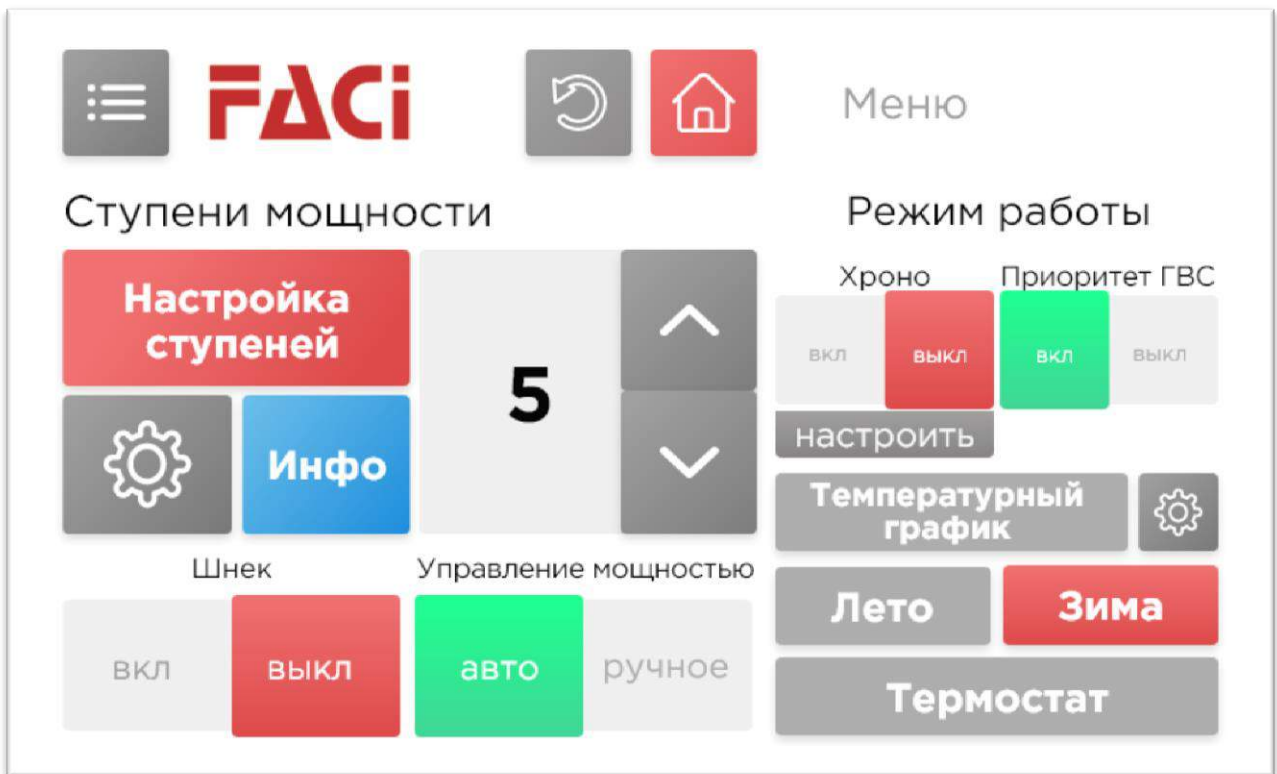 FACi
Меню
Ступени мощности
Режим работы
Настройка
ступеней
5
Хроно
Приоритет ГВС
вкл
выкл
вкл
выкл
настроить
Инфо
Температурный
график
Шнек
Управление мощностью
Лето
Зима
вкл
выкл
авто
ручное
Термостат